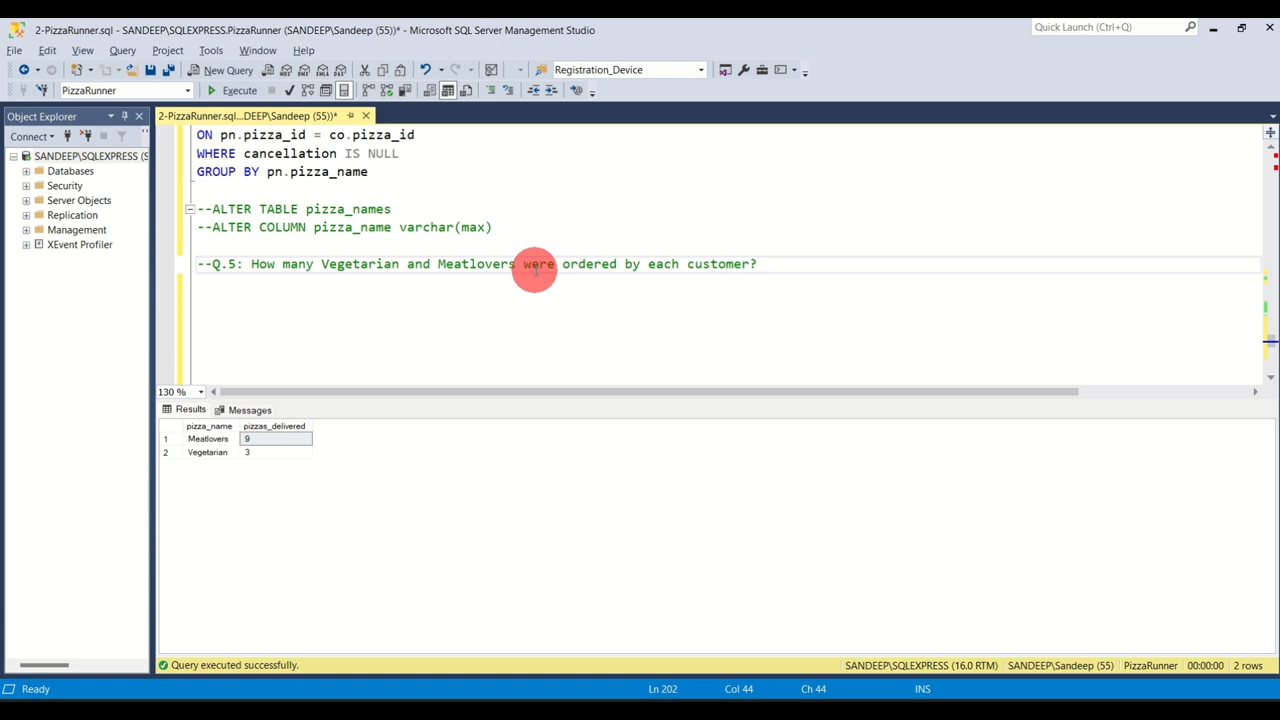 2-PizzaRunner.sql - SANDEEP\SQLEXPRESS.PizzaRunner (SANDEEP\Sandeep (55))* - Microsoft SQL Server Management Studio
Quick Launch (Ctrl+Q)
File Edit View Query Project Tools Window Help
New Query
Registration_Device
PizzaRunner
Execute
Object Explorer
2-PizzaRunner.sql...DEEP\Sandeep (55))*
Connect
SANDEEP\SQLEXPRESS (S
Databases
Security
Server Objects
Replication
Management
XEvent Profiler
ON pn.pizza_id = co.pizza_id
WHERE cancellation IS NULL
GROUP BY pn.pizza_name
--ALTER TABLE pizza_names
--ALTER COLUMN pizza_name varchar(max)
--Q.5: How many Vegetarian and Meatlovers were ordered by each customer?
130 %
Results Messages
pizza_name pizzas_delivered
1 Meatlovers 9
2 Vegetarian 3
Query executed successfully.
SANDEEP\SQLEXPRESS (16.0 RTM) SANDEEP\Sandeep (55) PizzaRunner 00:00:00 2 rows
Ready
Ln 202 Col 44 Ch 44 INS